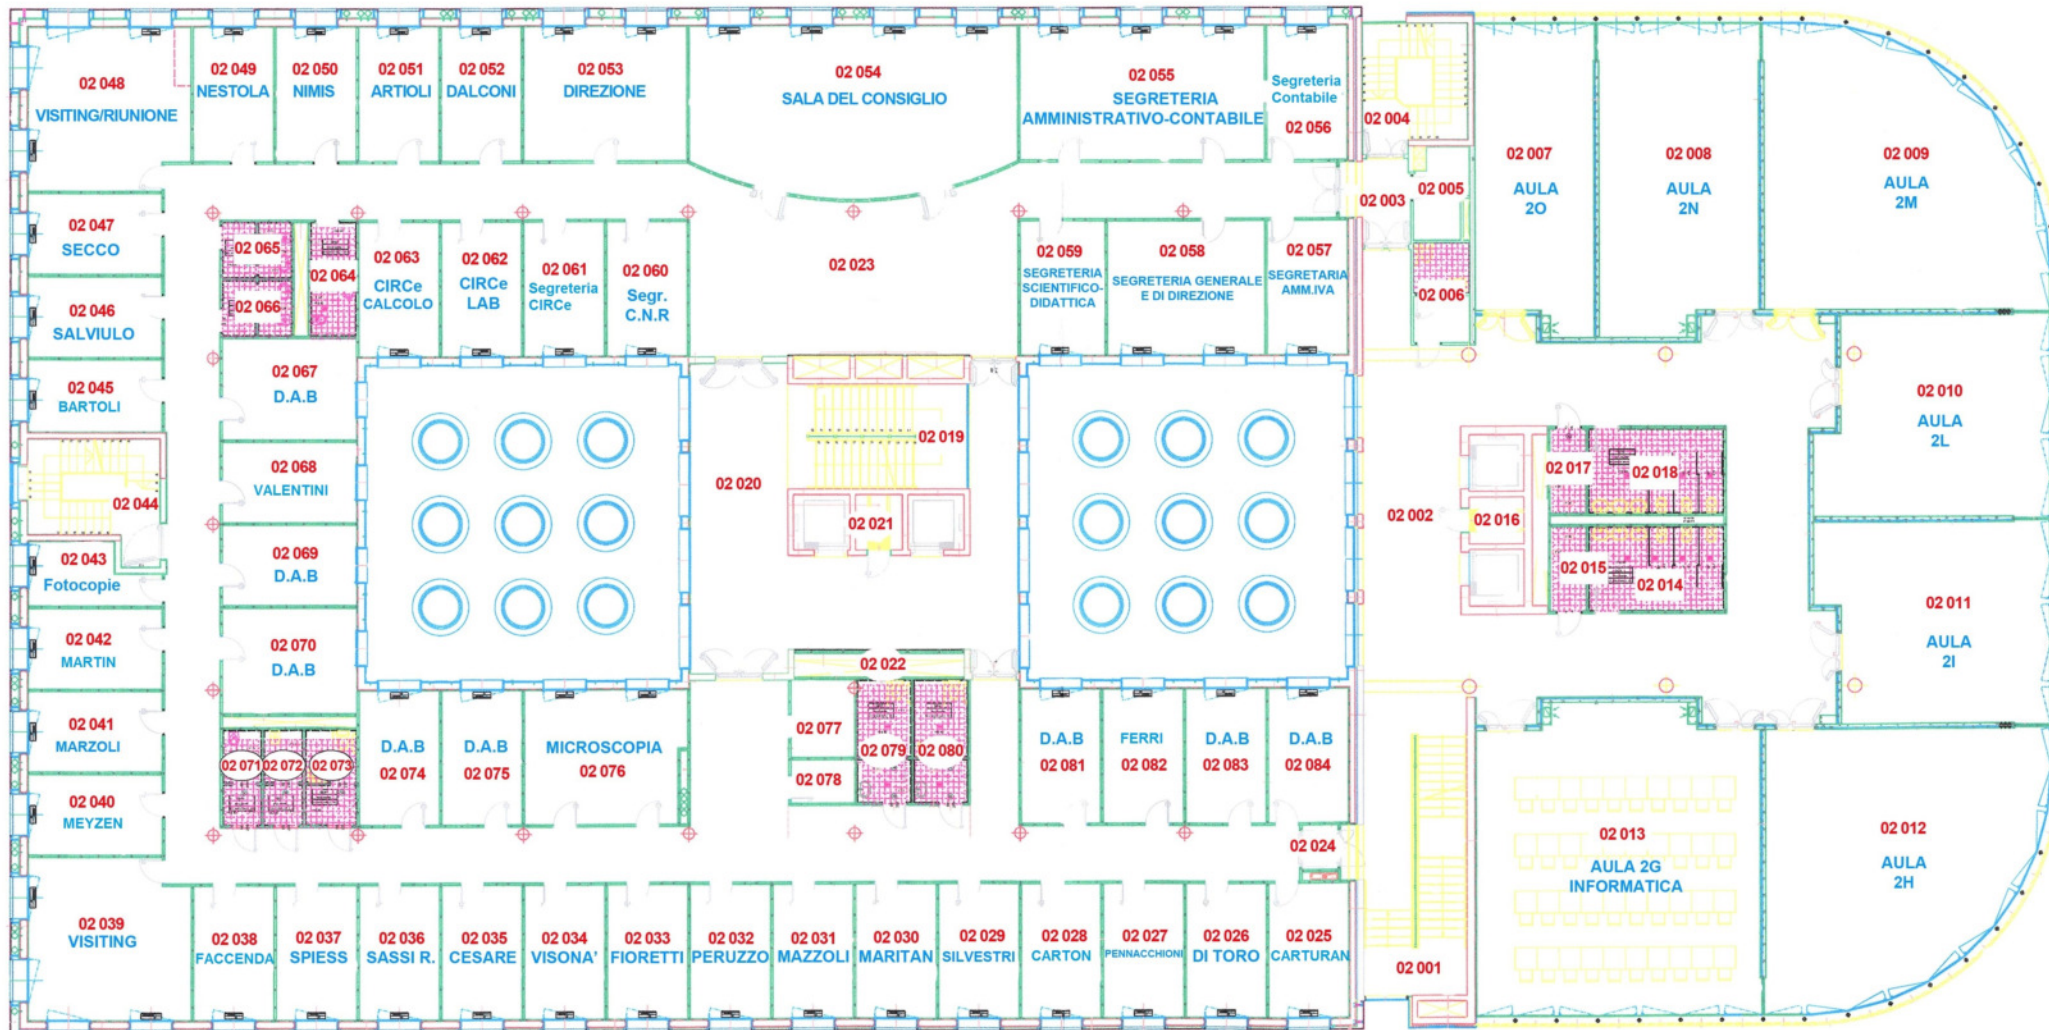 02 048
VISITING/RIUNIONE
02 049
NESTOLA
02 050
NIMIS
02 051
ARTIOLI
02 052
DALCONI
02 053
DIREZIONE
02 054
SALA DEL CONSIGLIO
02 055
SEGRETERIA
AMMINISTRATIVO-CONTABILE
Segreteria
Contabile
02 056
02 004
02 003
02 005
02 006
02 007
AULA
2O
02 008
AULA
2N
02 009
AULA
2M
02 047
SECCO
02 046
SALVIULO
02 045
BARTOLI
02 044
02 043
Fotocopie
02 042
MARTIN
02 041
MARZOLI
02 040
MEYZEN
02 039
VISITING
02 065
02 066
02 064
02 063
CIRCe
CALCOLO
02 062
CIRCe
LAB
02 061
Segreteria
CIRCe
02 060
Segr.
C.N.R
02 023
02 059
SEGRETERIA
SCIENTIFICO-
DIDATTICA
02 058
SEGRETERIA GENERALE
E DI DIREZIONE
02 057
SEGRETARIA
AMM.IVA
02 067
D.A.B
02 068
VALENTINI
02 069
D.A.B
02 070
D.A.B
02 019
02 020
02 021
02 022
02 002
02 016
02 017
02 018
02 015
02 014
02 010
AULA
2L
02 011
AULA
2I
02 071
02 072
02 073
D.A.B
02 074
D.A.B
02 075
MICROSCOPIA
02 076
02 077
02 078
02 079
02 080
D.A.B
02 081
FERRI
02 082
D.A.B
02 083
D.A.B
02 084
02 024
02 013
AULA 2G
INFORMATICA
02 012
AULA
2H
02 038
FACCENDA
02 037
SPIESS
02 036
SASSI R.
02 035
CESARE
02 034
VISONA'
02 033
FIORETTI
02 032
PERUZZO
02 031
MAZZOLI
02 030
MARITAN
02 029
SILVESTRI
02 028
CARTON
02 027
PENNACCHIONI
02 026
DI TORO
02 025
CARTURAN
02 001